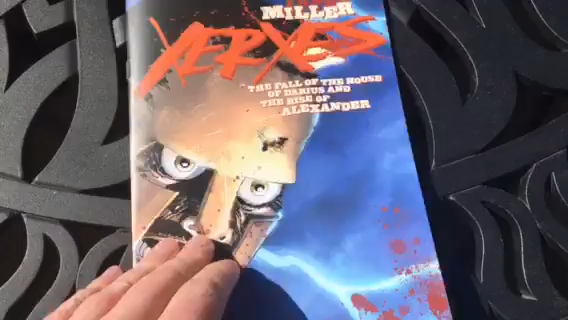 MILLER
XERXES
THE FALL OF THE HOUSE
OF DARIUS AND
THE RISE OF
ALEXANDER